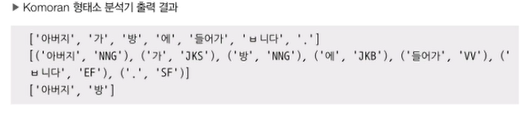 ▶ Komoran 형태소 분석기 출력 결과
['아버지', '가', '방', '에', '들어가', 'ㅂ니다', '.']
[('아버지', 'NNG'), ('가', 'JKS'), ('방', 'NNG'), ('에', 'JKB'), ('들어가', 'VV'), ('
ㅂ니다', 'EF'), ('.', 'SF')]
['아버지', '방']